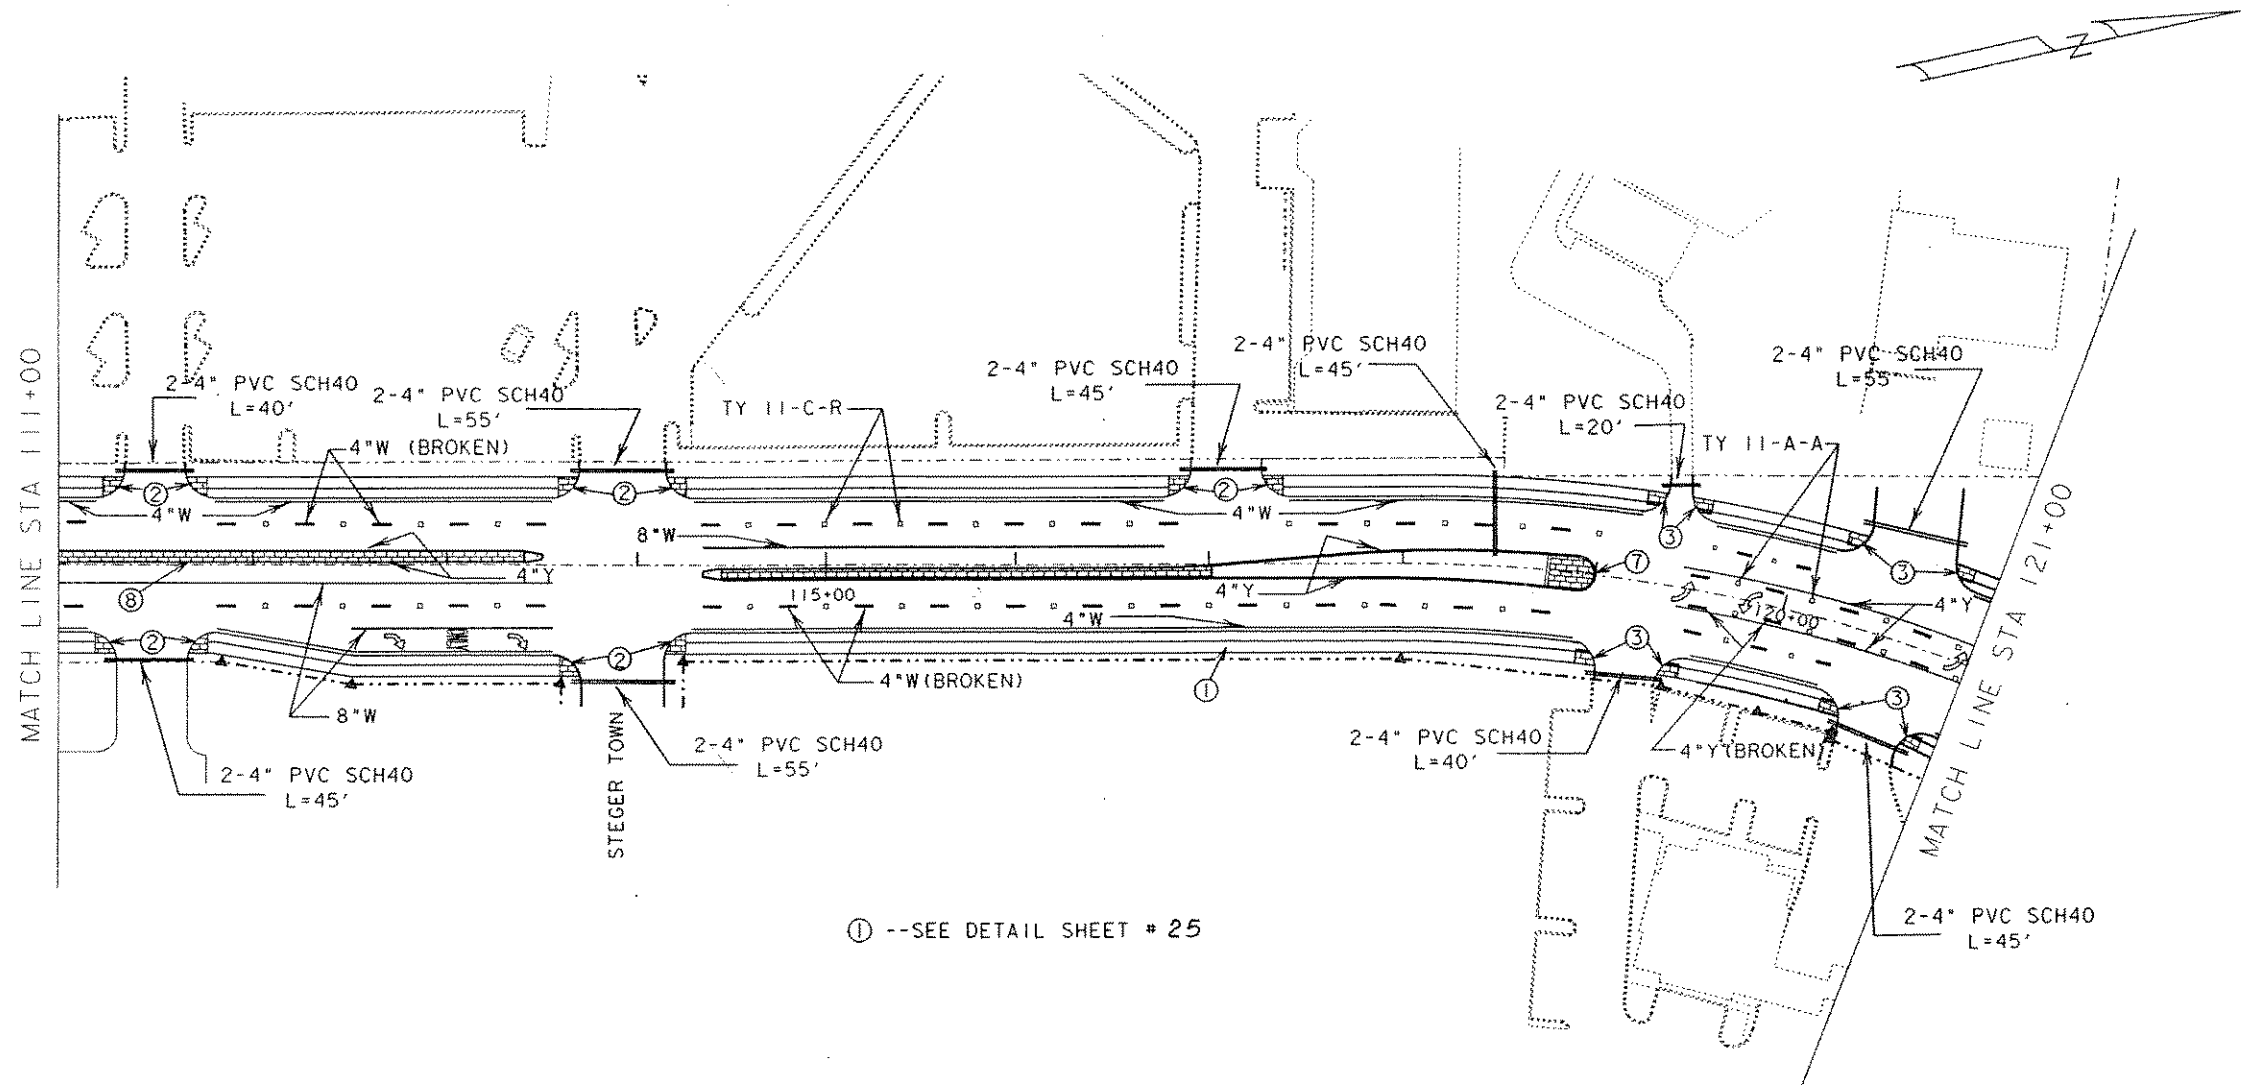 N
MATCH LINE STA 111+00
2-4" PVC SCH40
L=40'
2-4" PVC SCH40
L=55'
4"W (BROKEN)
TY II-C-R
2-4" PVC SCH40
L=45'
2-4" PVC SCH40
L=45'
2-4" PVC SCH40
L=20'
TY II-A-A
2-4" PVC SCH40
L=55'
2
2
2
3
3
4"W
8"W
4"W
4"Y
8
7
115+00
4"Y
4"W
120+00
4"Y
2
2
3
3
8"W
4"W(BROKEN)
1
4"Y(BROKEN)
2-4" PVC SCH40
L=45'
STEGER TOWN
2-4" PVC SCH40
L=55'
2-4" PVC SCH40
L=40'
MATCH LINE STA 121+00
2-4" PVC SCH40
L=45'
1 --SEE DETAIL SHEET # 25